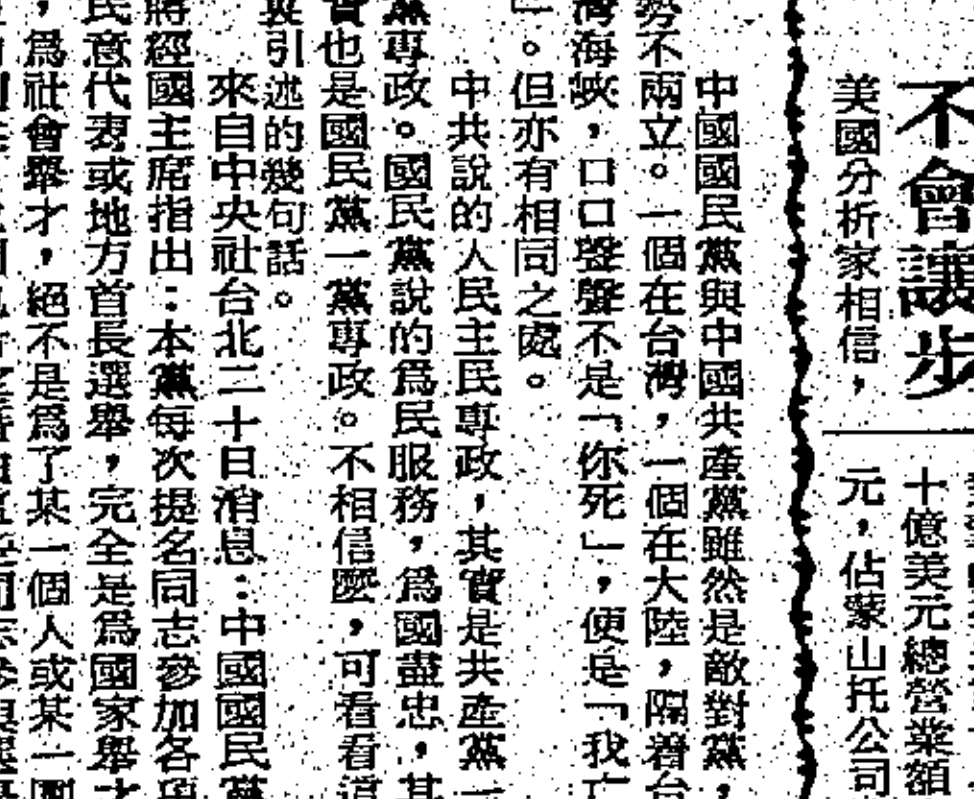 不會讓步
美國分析家相信，
十億美元總營業額
元，佔蒙山托公司
中國國民黨與中國共產黨雖然是敵對黨，
勢不兩立。一個在台灣，一個在大陸，隔着台
灣海峽，口口聲聲不是「你死」，便是「我亡
」。但亦有相同之處。
中共說的人民主民專政，其實是共產黨一
黨專政。國民黨說的爲民服務，爲國盡忠，其
實也是國民黨一黨專政。不相信麼，可看看這
裏引述的幾句話。
來自中央社台北二十日消息：中國國民黨
將經國主席指出：本黨每次提名同志參加各項
民意代表或地方首長選舉，完全是爲國家舉才
，爲社會舉才，絕不是爲了某一個人或某一團